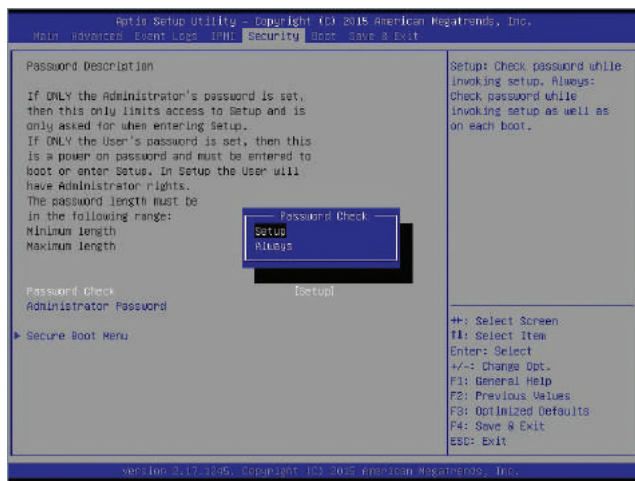 Aptio Setup Utility – Copyright (C) 2015 American Megatrends, Inc.
Main Advanced Event Logs IPMI Security Boot Save & Exit
Password Description
If ONLY the Administrator's password is set,
then this only limits access to Setup and is
only asked for when entering Setup.
If ONLY the User's password is set, then this
is a power on password and must be entered to
boot or enter Setup. In Setup the User will
have Administrator rights.
The password length must be
in the following range:
Minimum length
Maximum length
Password Check [Setup]
Administrator Password
Secure Boot Menu
Password Check
Setup
Always
Setup: Check password while
invoking setup. Always:
Check password while
invoking setup as well as
on each boot.
↔: Select Screen
↑↓: Select Item
Enter: Select
+/-: Change Opt.
F1: General Help
F2: Previous Values
F3: Optimized Defaults
F4: Save & Exit
ESC: Exit
Version 2.17.1245. Copyright (C) 2015 American Megatrends, Inc.